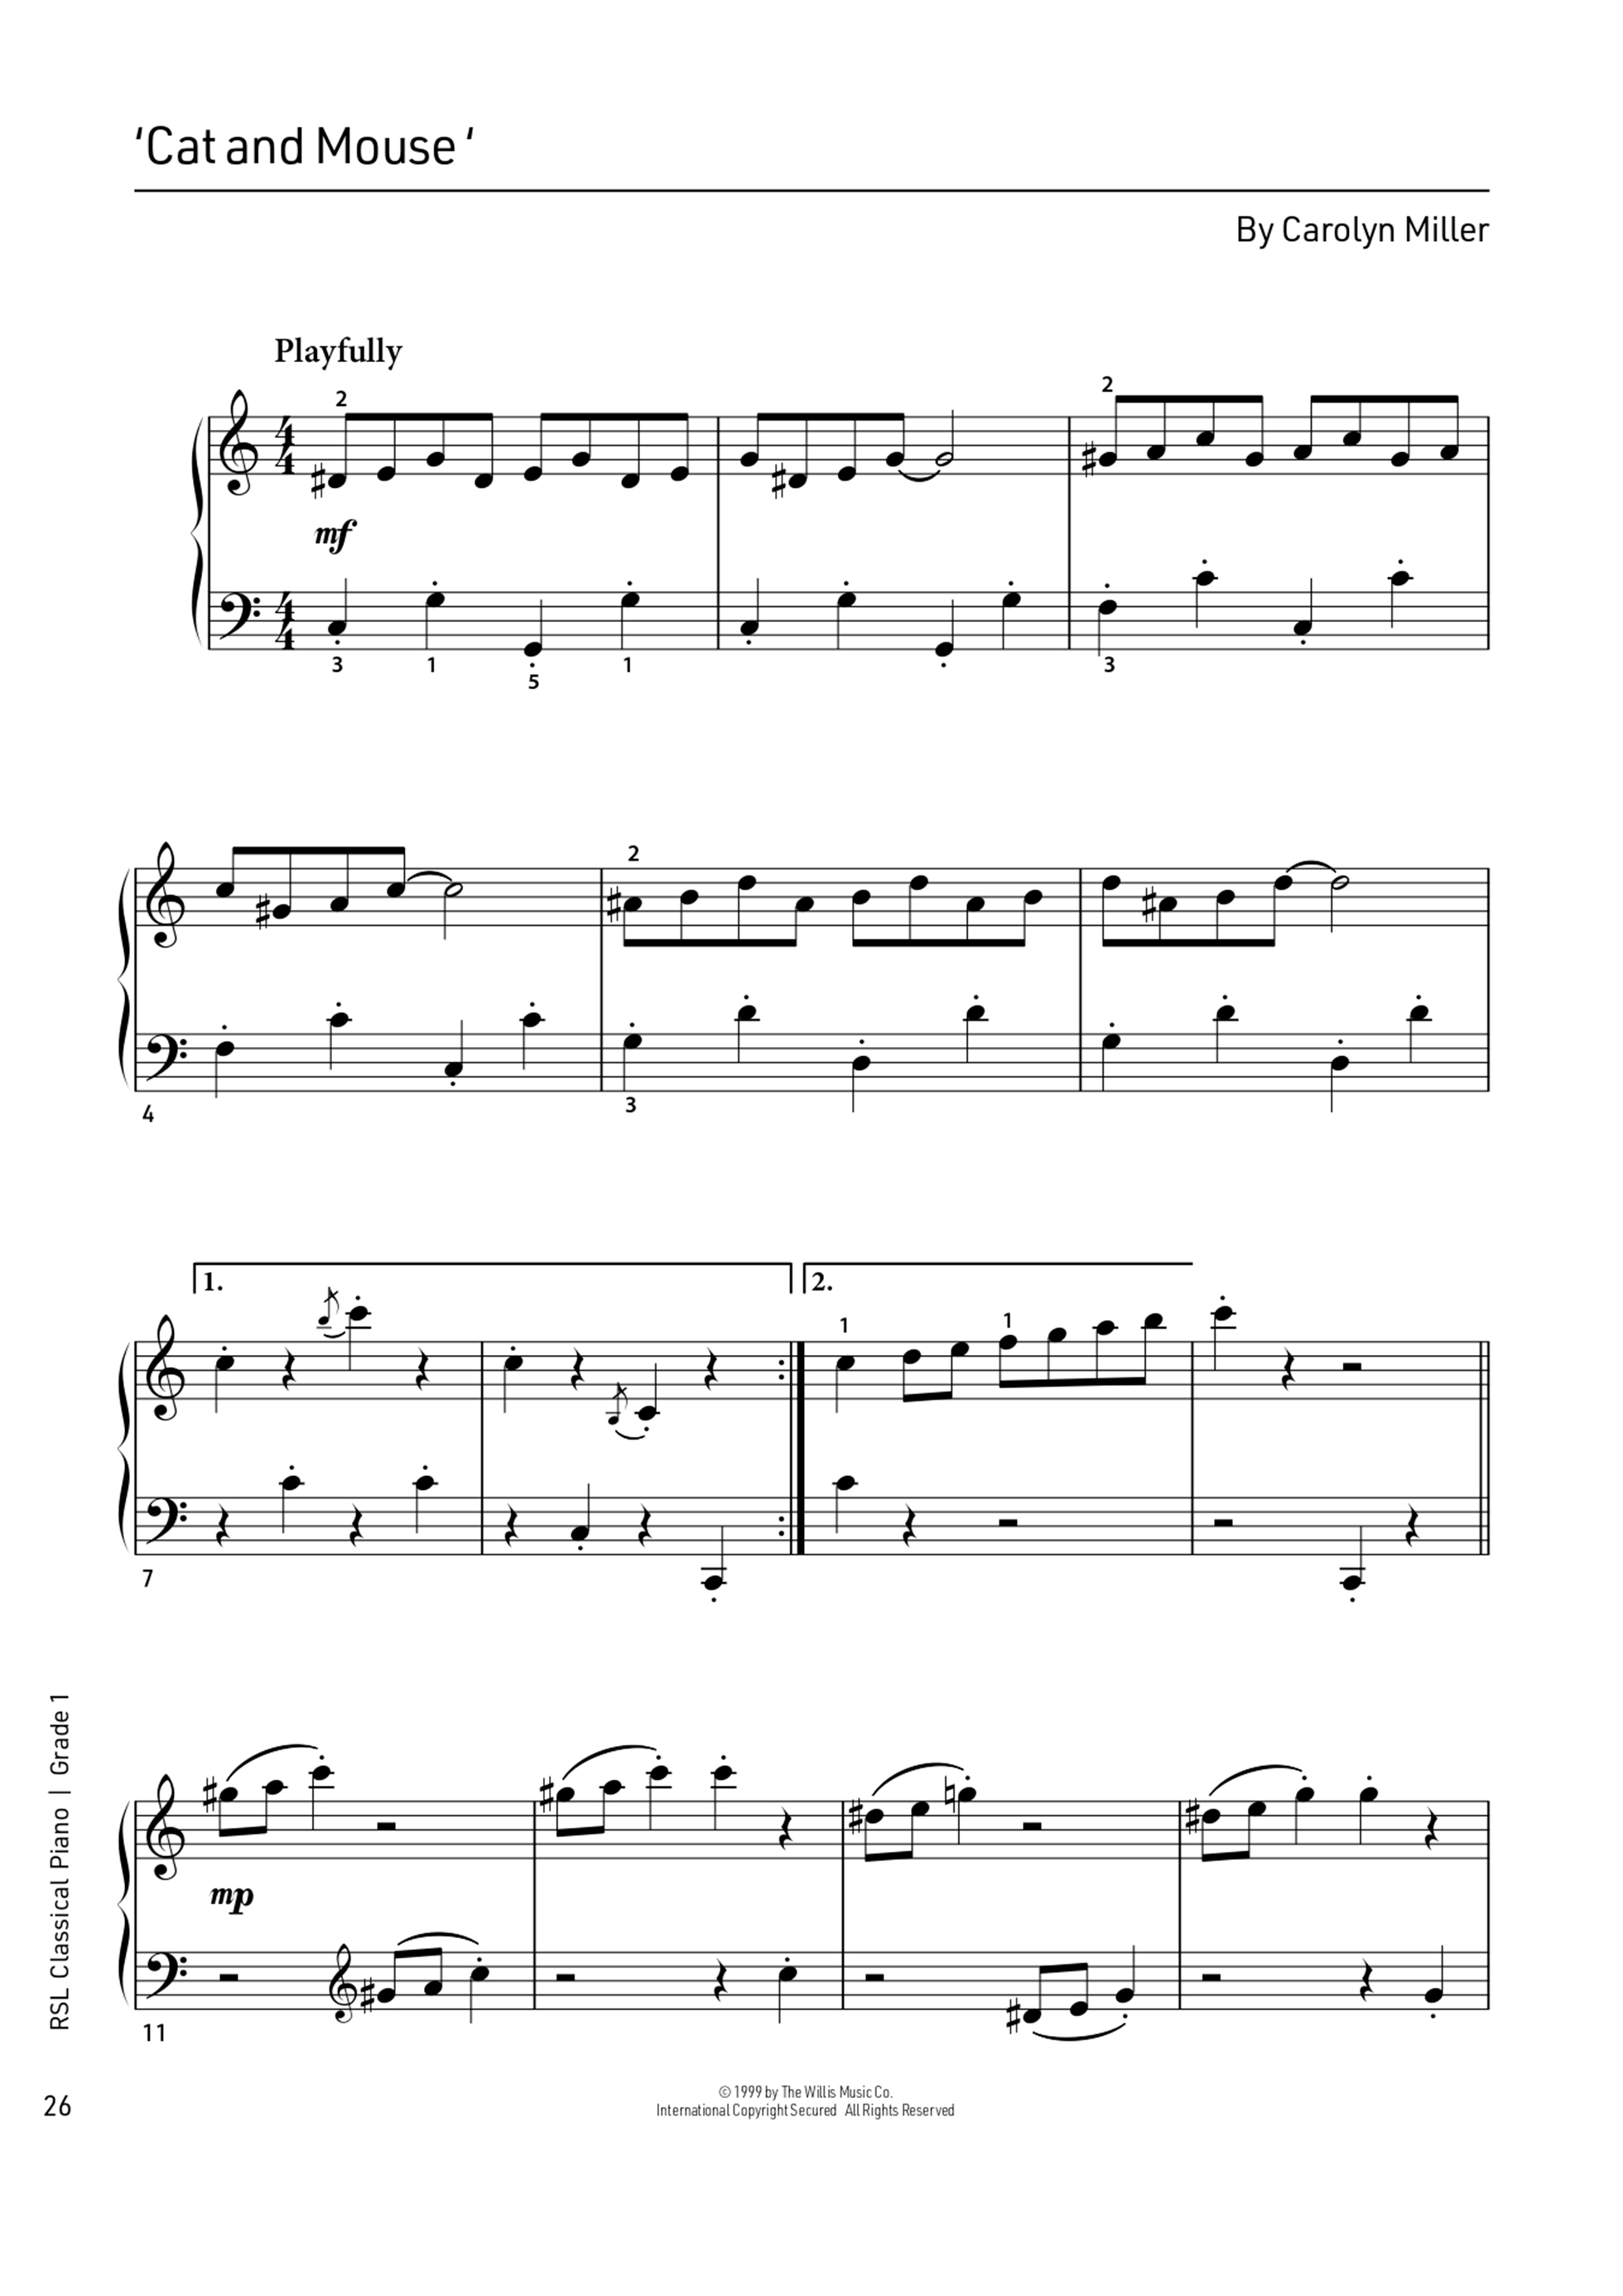 ‘Cat and Mouse ‘
By Carolyn Miller
Playfully
2
2
4
4
mf
4
4
3
1
5
1
3
2
4
3
1.
2.
1
1
7
mp
11
RSL Classical Piano | Grade 1
26
© 1999 by The Willis Music Co.
International Copyright Secured All Rights Reserved